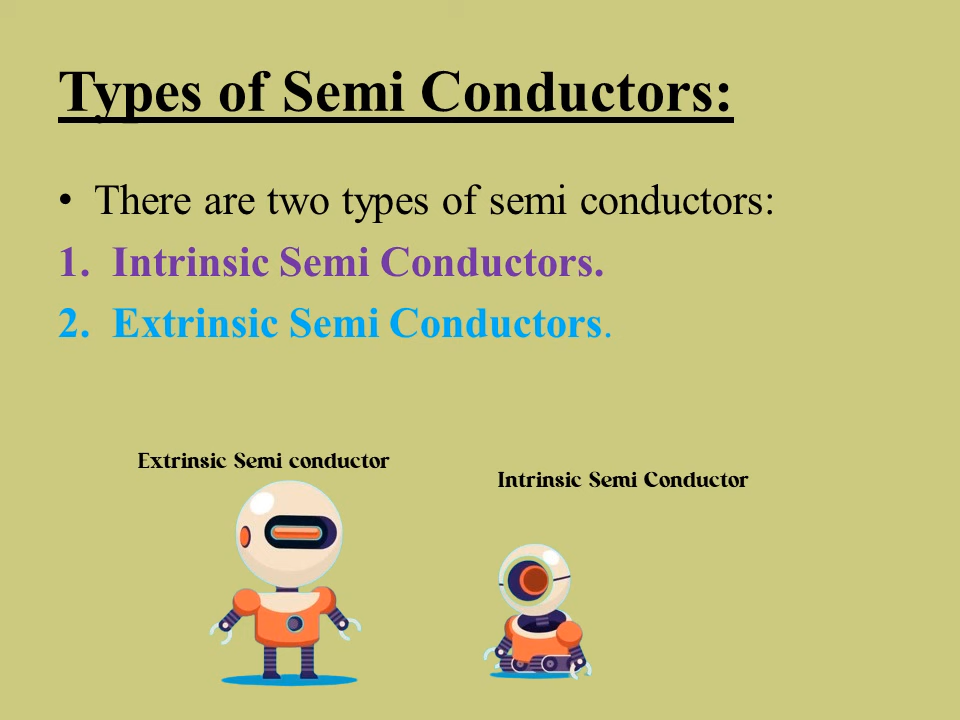 Types of Semi Conductors:
• There are two types of semi conductors:
1. Intrinsic Semi Conductors.
2. Extrinsic Semi Conductors.
Extrinsic Semi conductor
Intrinsic Semi Conductor